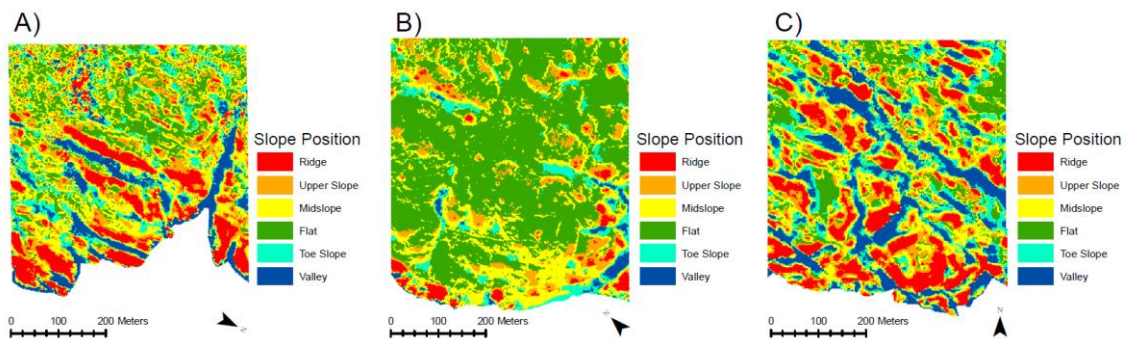 A)
Slope Position
Ridge
Upper Slope
Midslope
Flat
Toe Slope
Valley
0 100 200 Meters
N
B)
Slope Position
Ridge
Upper Slope
Midslope
Flat
Toe Slope
Valley
0 100 200 Meters
N
C)
Slope Position
Ridge
Upper Slope
Midslope
Flat
Toe Slope
Valley
0 100 200 Meters
N